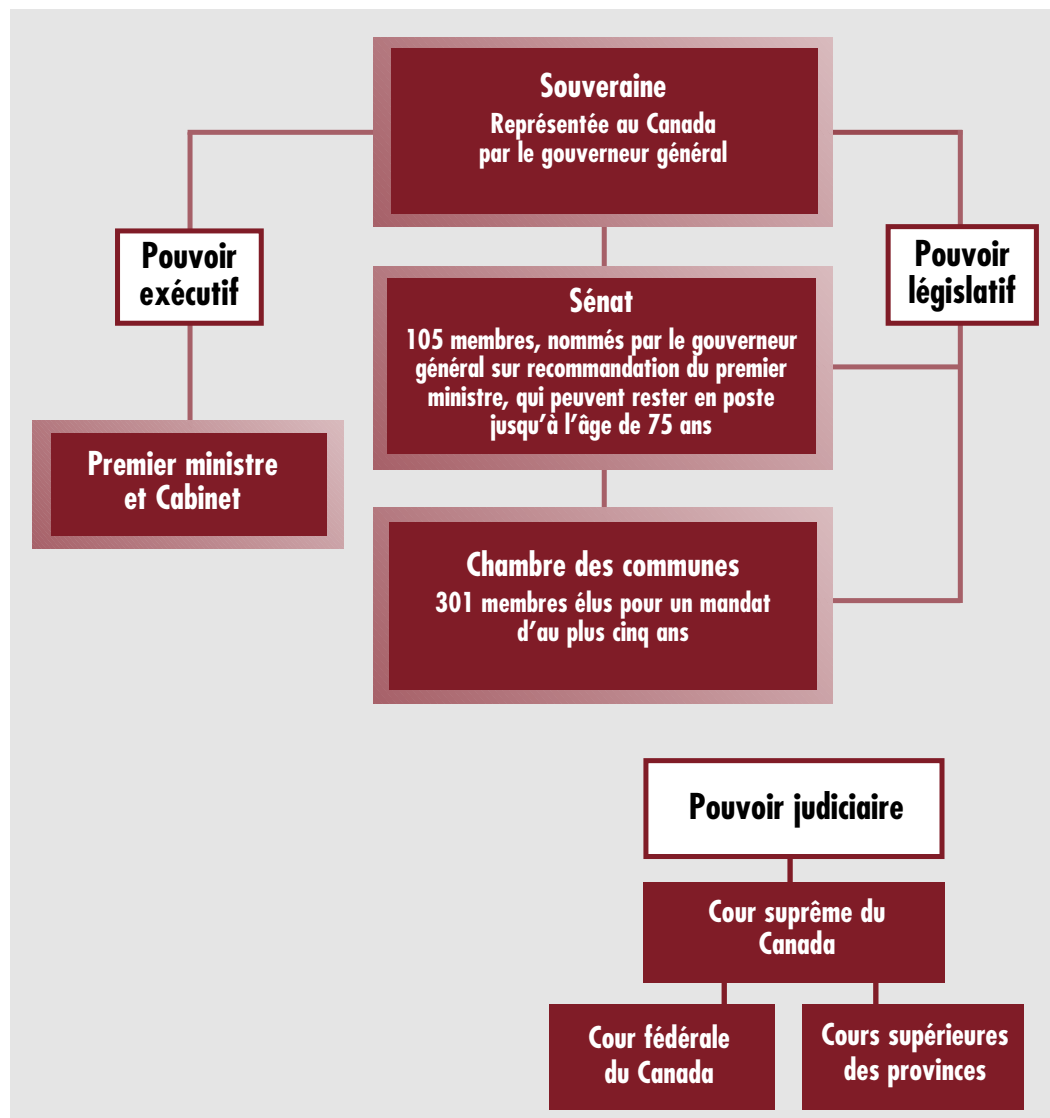 Souveraine
Représentée au Canada
par le gouverneur général
Pouvoir
exécutif
Pouvoir
législatif
Sénat
105 membres, nommés par le gouverneur
général sur recommandation du premier
ministre, qui peuvent rester en poste
jusqu'à l'âge de 75 ans
Premier ministre
et Cabinet
Chambre des communes
301 membres élus pour un mandat
d'au plus cinq ans
Pouvoir judiciaire
Cour suprême du
Canada
Cour fédérale
du Canada
Cours supérieures
des provinces